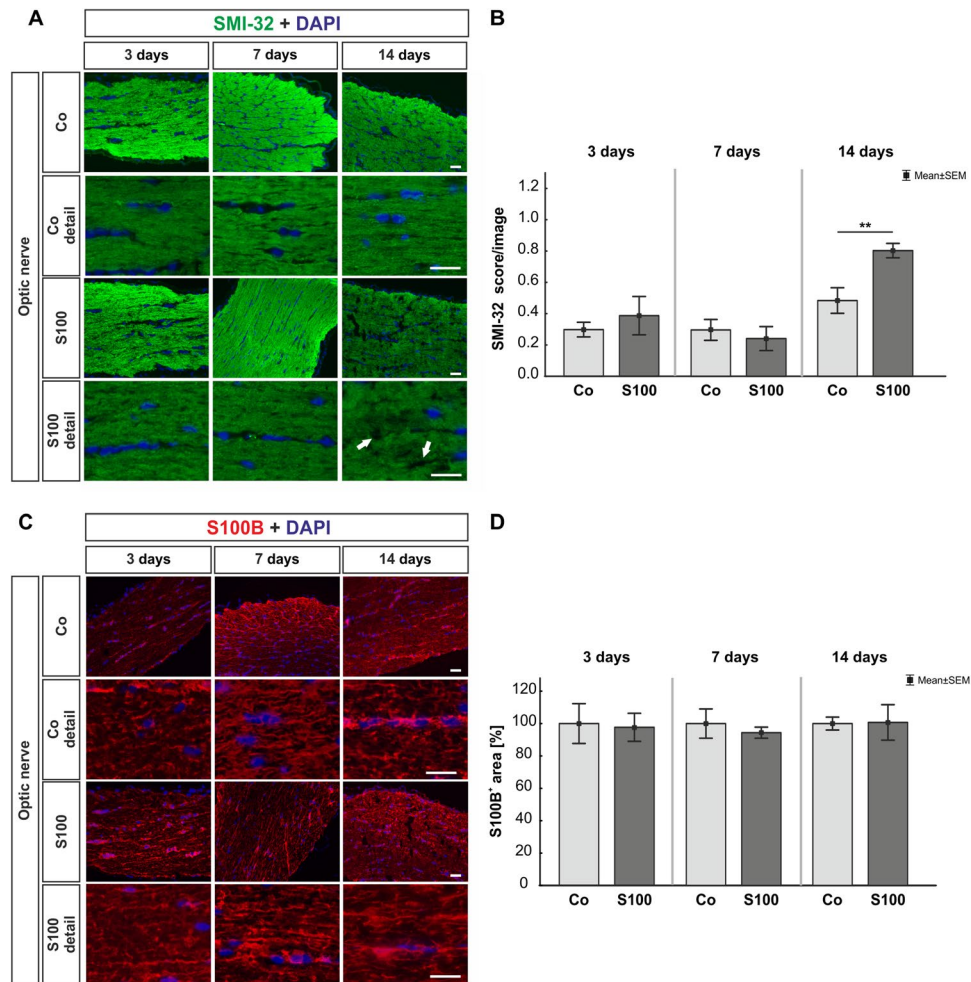 A
SMI-32 + DAPI
3 days
7 days
14 days
Optic nerve
Co
Co detail
S100
S100 detail
B
3 days
7 days
14 days
Mean±SEM
SMI-32 score/image
1.2
1.0
0.8
0.6
0.4
0.2
0.0
**
Co
S100
Co
S100
Co
S100
C
S100B + DAPI
3 days
7 days
14 days
Optic nerve
Co
Co detail
S100
S100 detail
D
3 days
7 days
14 days
Mean±SEM
S100B⁺ area [%]
120
100
80
60
40
20
0
Co
S100
Co
S100
Co
S100